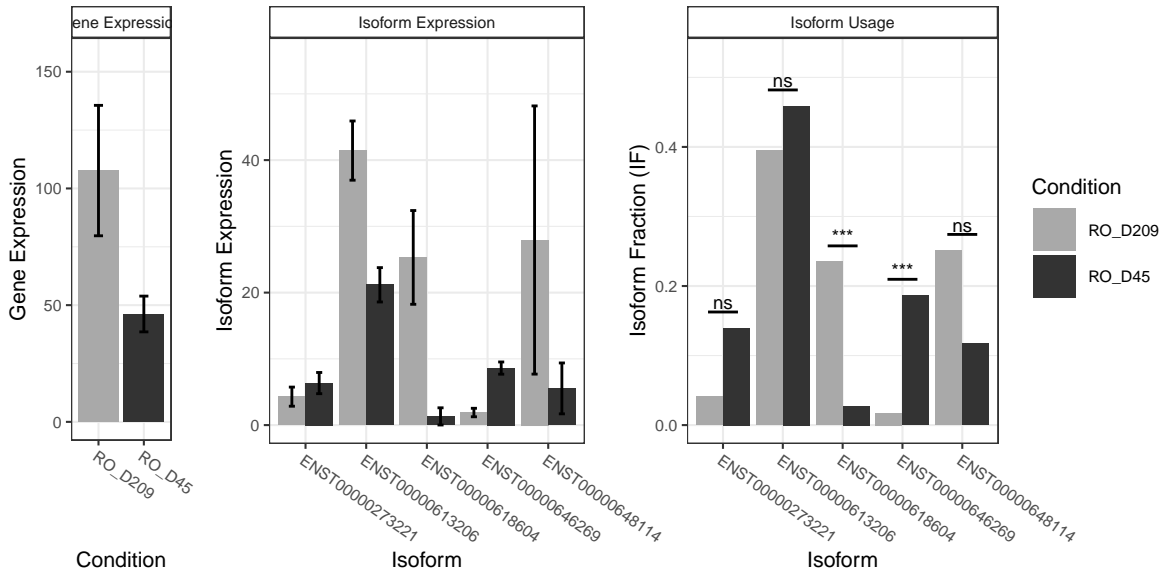 ene Expressio
Isoform Expression
Isoform Usage
Gene Expression
150
100
50
0
RO_D209
RO_D45
Condition
Isoform Expression
40
20
0
ENST00000273221
ENST00000613206
ENST00000618604
ENST00000646269
ENST00000648114
Isoform
Isoform Fraction (IF)
0.4
0.2
0.0
ns
ns
***
***
ns
ENST00000273221
ENST00000613206
ENST00000618604
ENST00000646269
ENST00000648114
Isoform
Condition
RO_D209
RO_D45